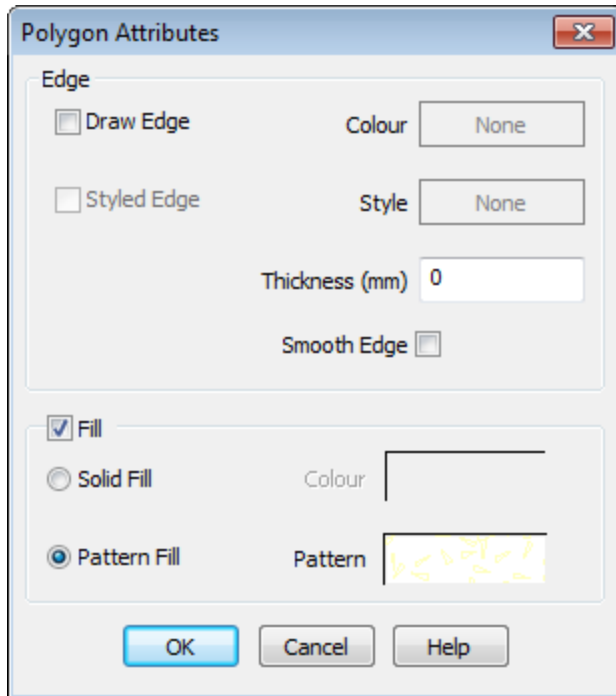 Polygon Attributes
Edge
Draw Edge Colour None
Styled Edge Style None
Thickness (mm) 0
Smooth Edge
Fill
Solid Fill Colour
Pattern Fill Pattern
OK Cancel Help